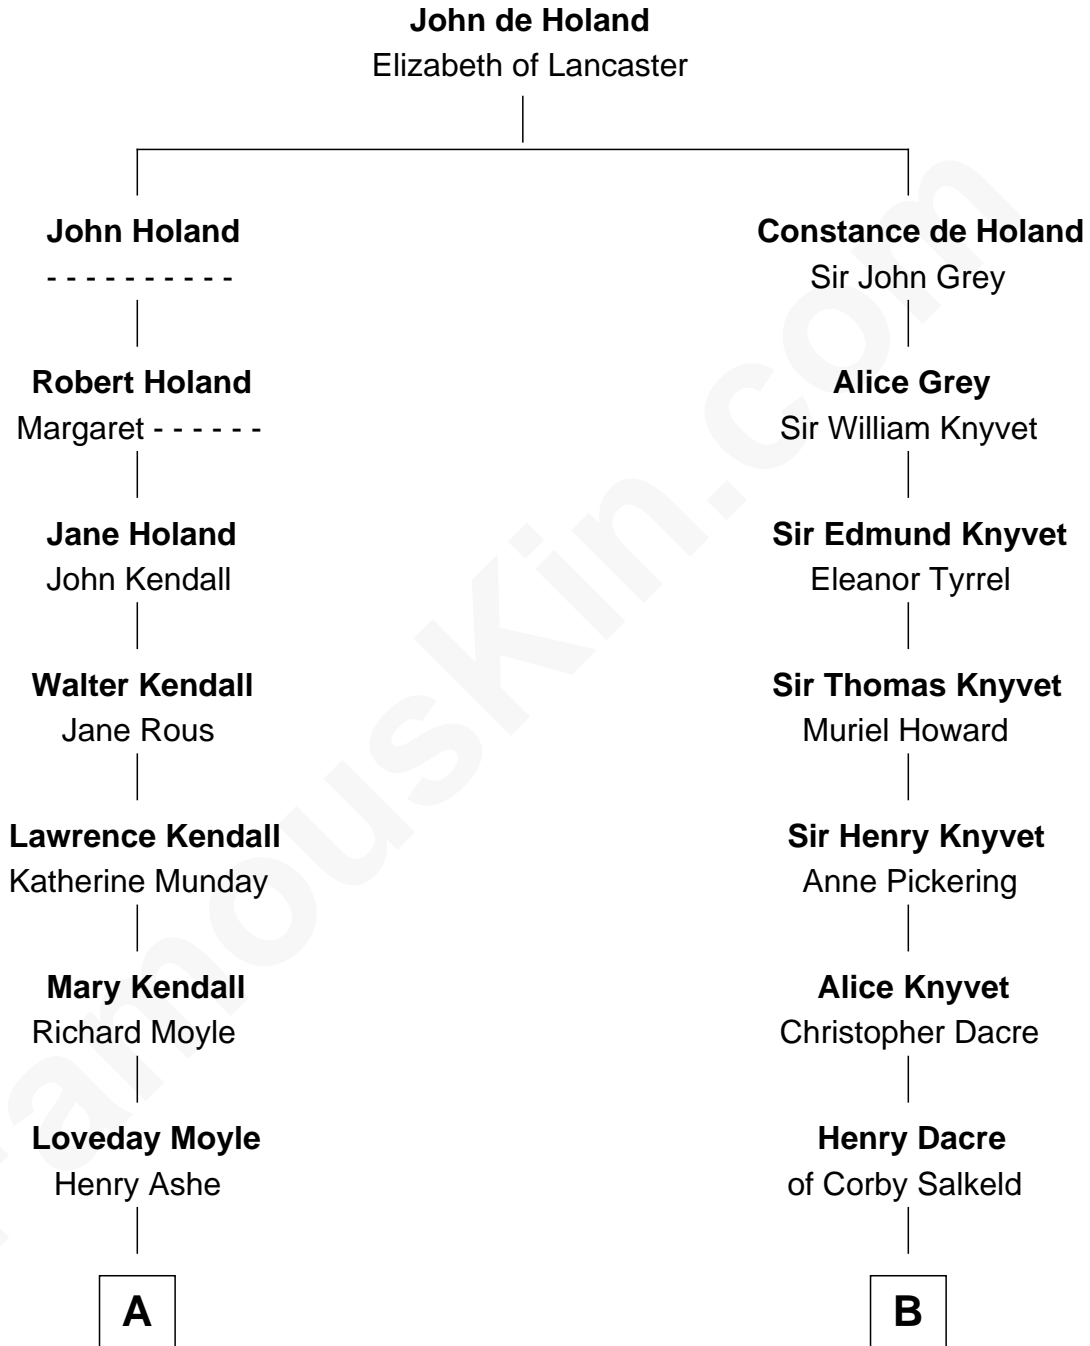 John de Holand
Elizabeth of Lancaster
John Holand
- - - - - - - - - -
Constance de Holand
Sir John Grey
Robert Holand
Margaret - - - - - -
Alice Grey
Sir William Knyvet
Jane Holand
John Kendall
Sir Edmund Knyvet
Eleanor Tyrrel
Walter Kendall
Jane Rous
Sir Thomas Knyvet
Muriel Howard
Lawrence Kendall
Katherine Munday
Sir Henry Knyvet
Anne Pickering
Mary Kendall
Richard Moyle
Alice Knyvet
Christopher Dacre
Loveday Moyle
Henry Ashe
Henry Dacre
of Corby Salkeld
A
B
FamousKin.com